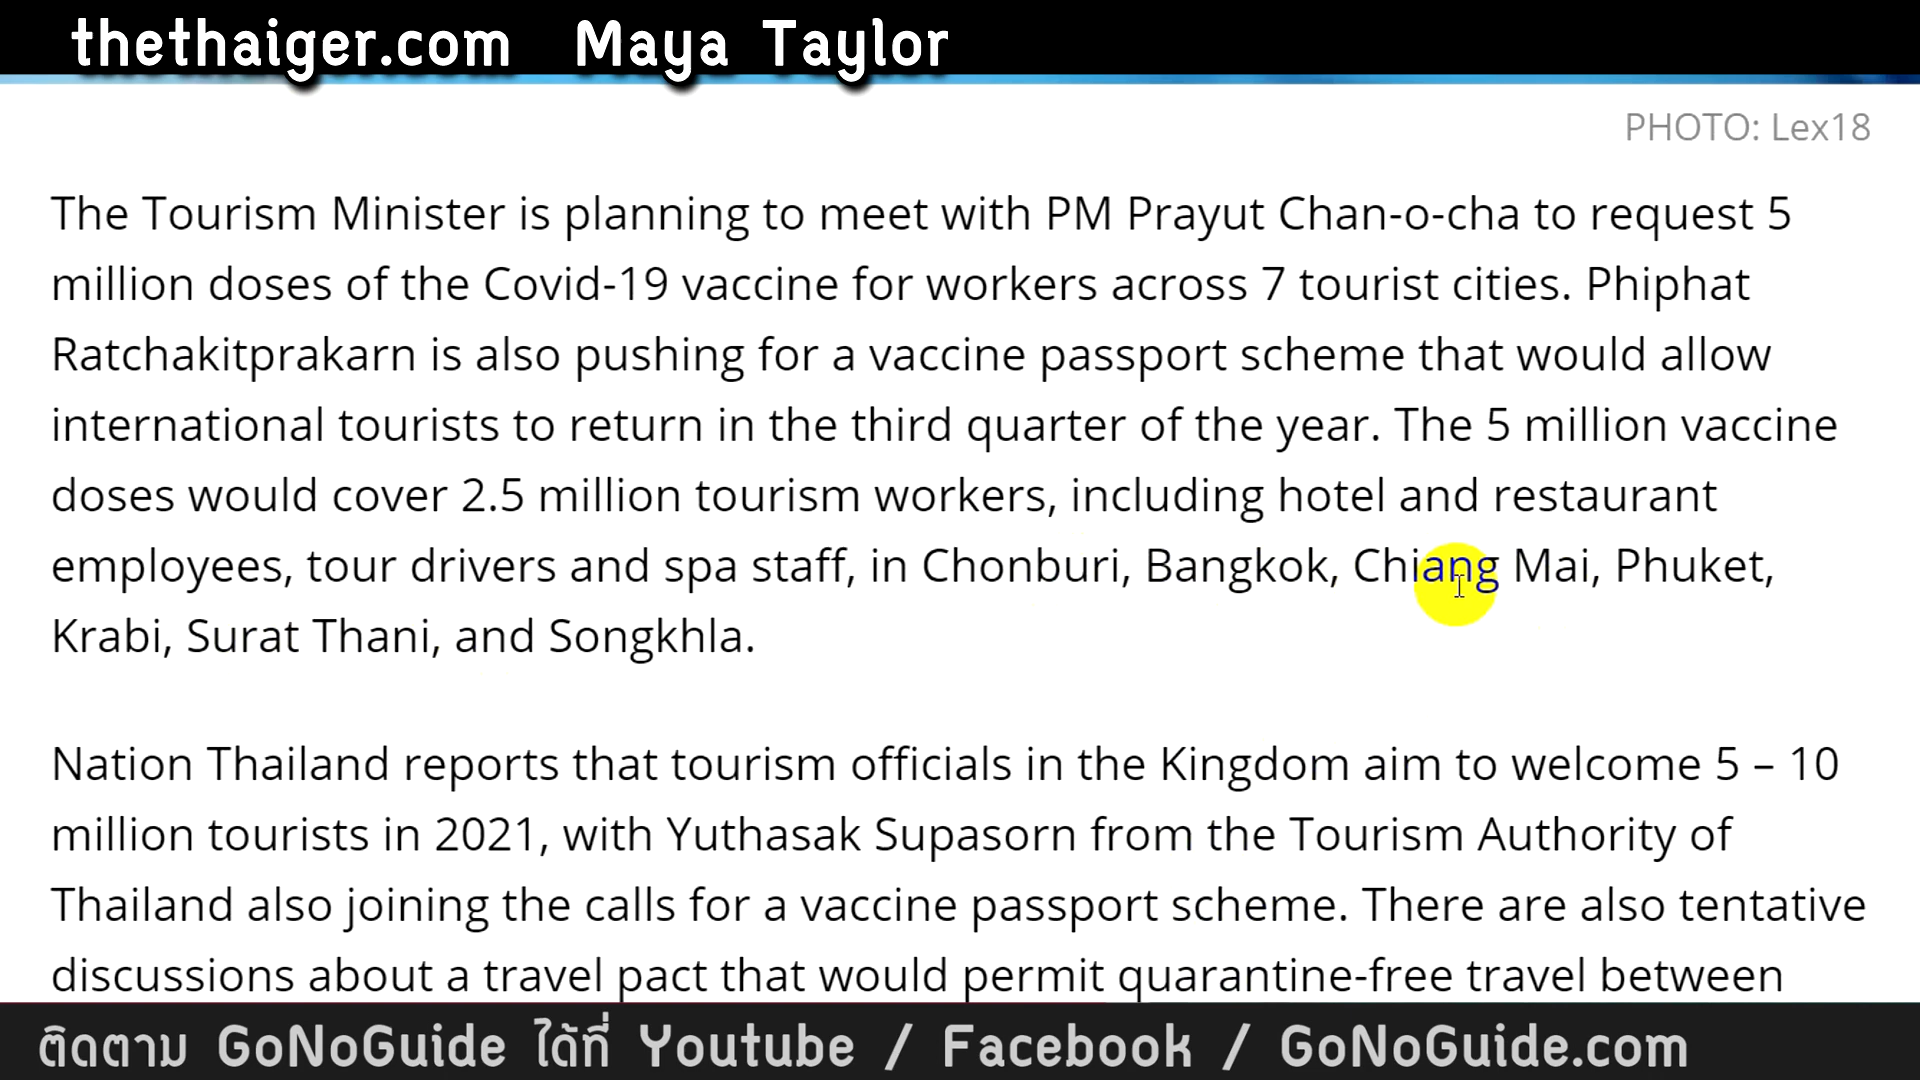 thethaiger.com Maya Taylor
PHOTO: Lex18
The Tourism Minister is planning to meet with PM Prayut Chan-o-cha to request 5
million doses of the Covid-19 vaccine for workers across 7 tourist cities. Phiphat
Ratchakitprakarn is also pushing for a vaccine passport scheme that would allow
international tourists to return in the third quarter of the year. The 5 million vaccine
doses would cover 2.5 million tourism workers, including hotel and restaurant
employees, tour drivers and spa staff, in Chonburi, Bangkok, Chiang Mai, Phuket,
Krabi, Surat Thani, and Songkhla.
Nation Thailand reports that tourism officials in the Kingdom aim to welcome 5 – 10
million tourists in 2021, with Yuthasak Supasorn from the Tourism Authority of
Thailand also joining the calls for a vaccine passport scheme. There are also tentative
discussions about a travel pact that would permit quarantine-free travel between
ติดตาม GoNoGuide ได้ที่ Youtube / Facebook / GoNoGuide.com